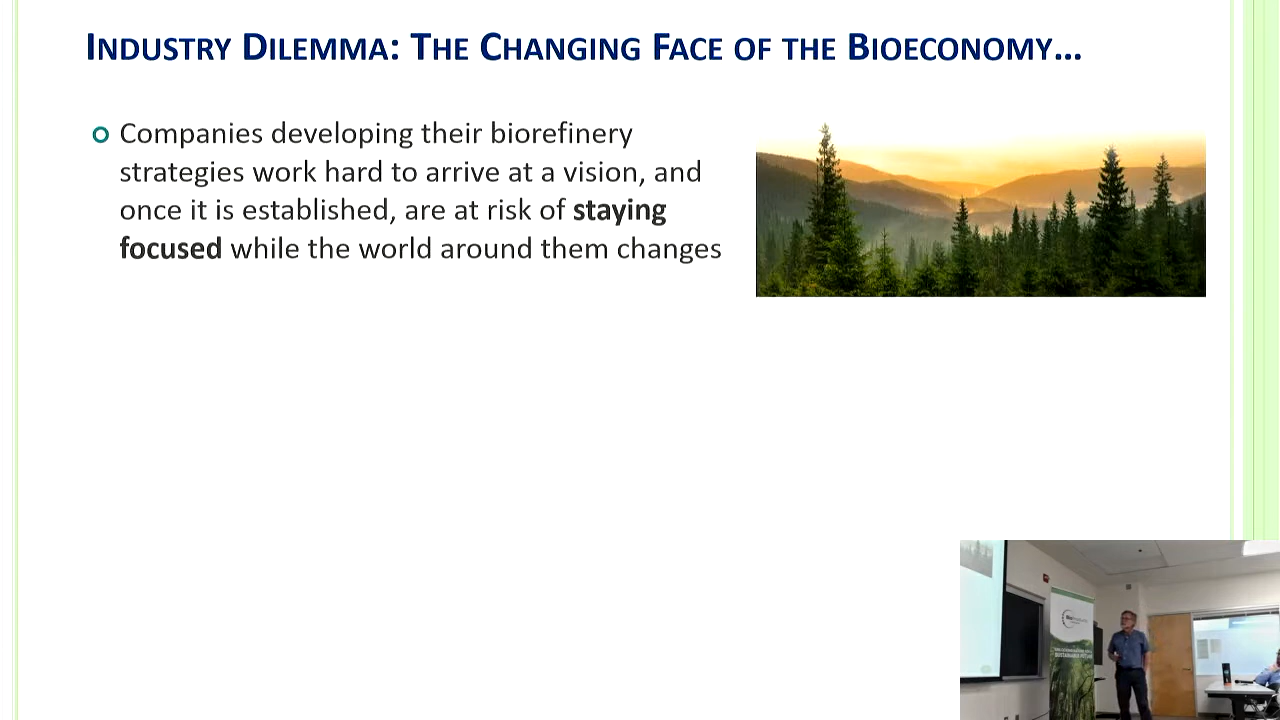 INDUSTRY DILEMMA: THE CHANGING FACE OF THE BIOECONOMY...
Companies developing their biorefinery
strategies work hard to arrive at a vision, and
once it is established, are at risk of staying
focused while the world around them changes